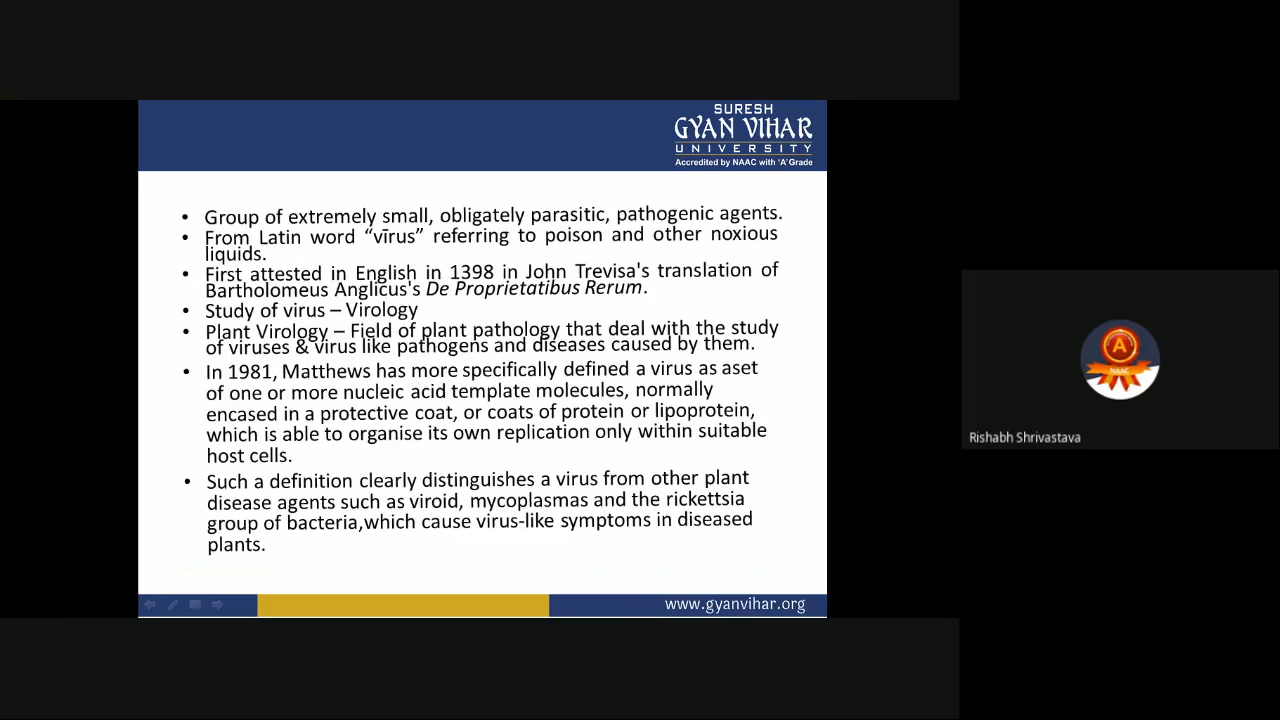 SURESH
GYAN VIHAR
UNIVERSITY
Accredited by NAAC with 'A' Grade
• Group of extremely small, obligately parasitic, pathogenic agents.
• From Latin word “vīrus” referring to poison and other noxious
liquids.
• First attested in English in 1398 in John Trevisa's translation of
Bartholomeus Anglicus's De Proprietatibus Rerum.
• Study of virus – Virology
• Plant Virology – Field of plant pathology that deal with the study
of viruses & virus like pathogens and diseases caused by them.
• In 1981, Matthews has more specifically defined a virus as aset
of one or more nucleic acid template molecules, normally
encased in a protective coat, or coats of protein or lipoprotein,
which is able to organise its own replication only within suitable
host cells.
• Such a definition clearly distinguishes a virus from other plant
disease agents such as viroid, mycoplasmas and the rickettsia
group of bacteria,which cause virus-like symptoms in diseased
plants.
www.gyanvihar.org
A
NAAC
Rishabh Shrivastava